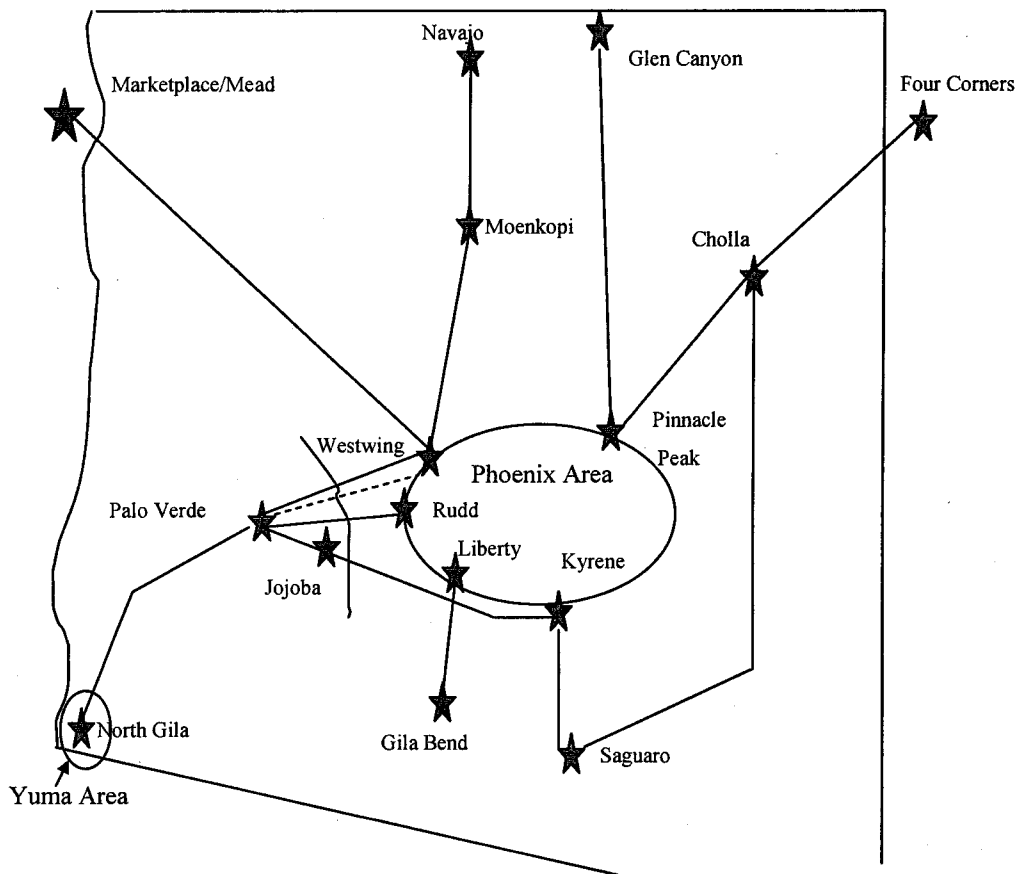 Navajo
Glen Canyon
Marketplace/Mead
Four Corners
Moenkopi
Cholla
Pinnacle
Peak
Westwing
Phoenix Area
Palo Verde
Rudd
Liberty
Kyrene
Jojoba
North Gila
Gila Bend
Saguaro
Yuma Area